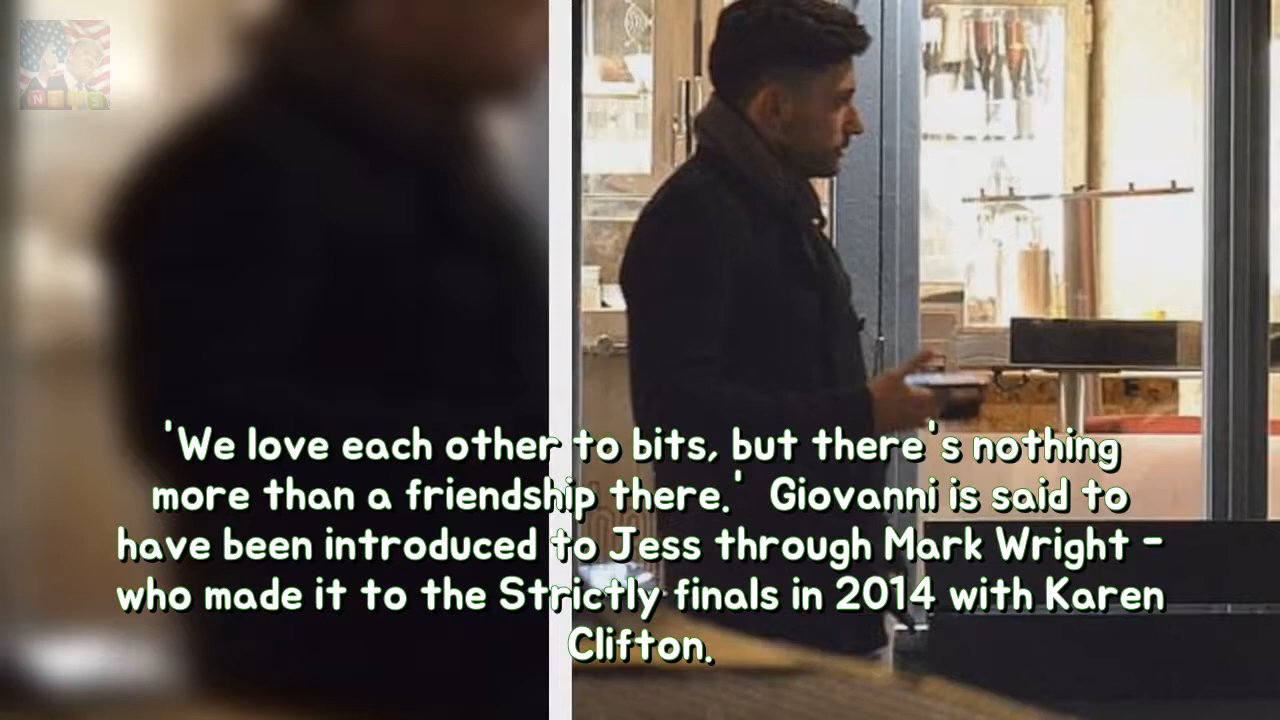 NEWS
'We love each other to bits, but there's nothing
more than a friendship there.'  Giovanni is said to
have been introduced to Jess through Mark Wright -
who made it to the Strictly finals in 2014 with Karen
Clifton.